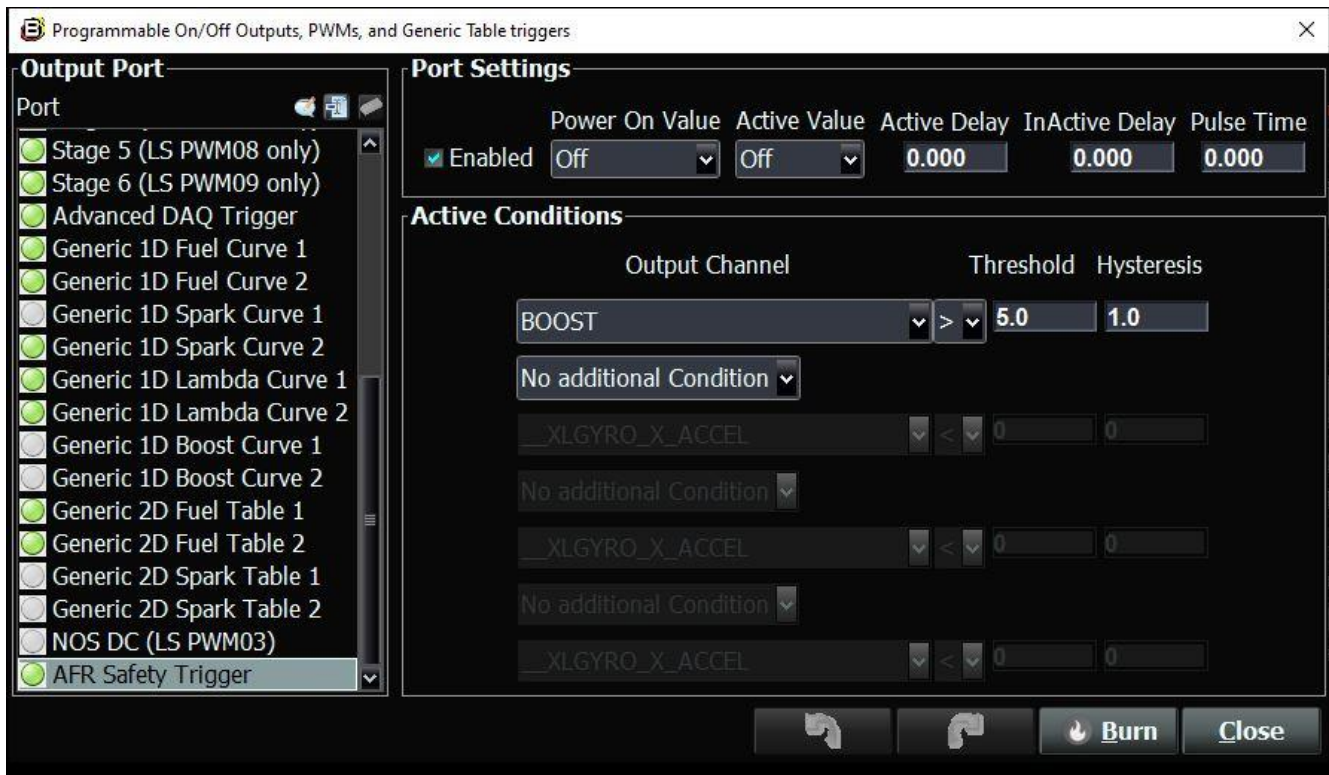 Programmable On/Off Outputs, PWMs, and Generic Table triggers
Output Port
Port
Stage 5 (LS PWM08 only)
Stage 6 (LS PWM09 only)
Advanced DAQ Trigger
Generic 1D Fuel Curve 1
Generic 1D Fuel Curve 2
Generic 1D Spark Curve 1
Generic 1D Spark Curve 2
Generic 1D Lambda Curve 1
Generic 1D Lambda Curve 2
Generic 1D Boost Curve 1
Generic 1D Boost Curve 2
Generic 2D Fuel Table 1
Generic 2D Fuel Table 2
Generic 2D Spark Table 1
Generic 2D Spark Table 2
NOS DC (LS PWM03)
AFR Safety Trigger
Port Settings
Power On Value Active Value Active Delay InActive Delay Pulse Time
Enabled Off Off 0.000 0.000 0.000
Active Conditions
Output Channel Threshold Hysteresis
BOOST > 5.0 1.0
No additional Condition
__XLGYRO_X_ACCEL < 0 0
No additional Condition
__XLGYRO_X_ACCEL < 0 0
No additional Condition
__XLGYRO_X_ACCEL < 0 0
Burn Close